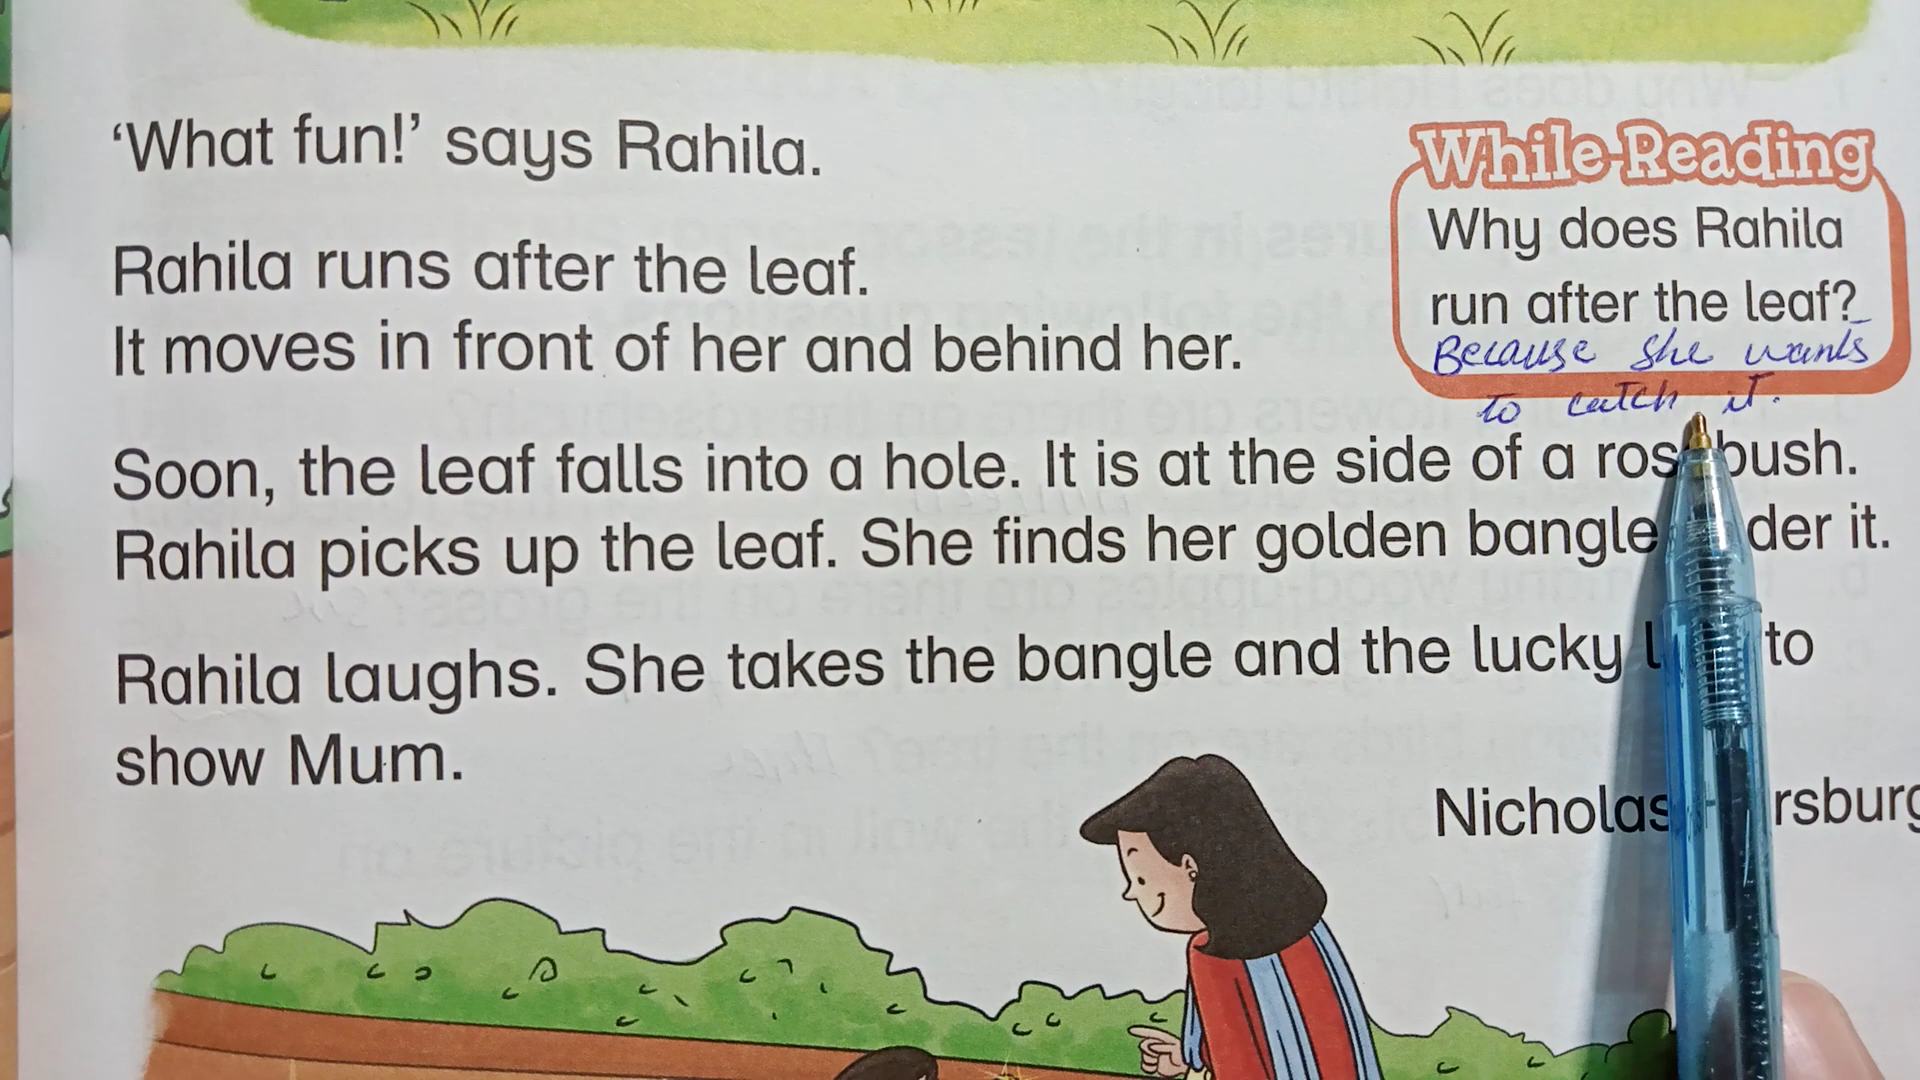 ‘What fun!’ says Rahila.
Rahila runs after the leaf.
It moves in front of her and behind her.
While-Reading
Why does Rahila
run after the leaf?
Because she wants
to catch it.
Soon, the leaf falls into a hole. It is at the side of a bush.
Rahila picks up the leaf. She finds her golden bangle it.
Rahila laughs. She takes the bangle and the lucky to
show Mum.
Nicholas